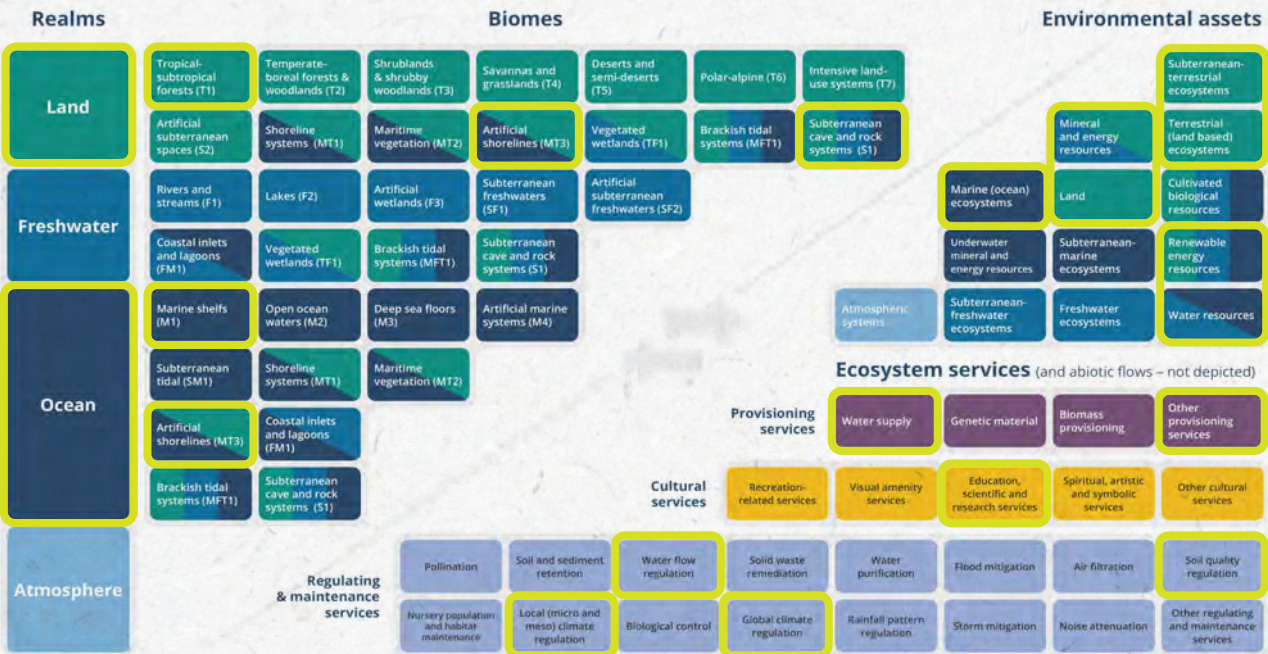 Realms
Biomes
Environmental assets
Land
Tropical-
subtropical
forests (T1)
Temperate-
boreal forests &
woodlands (T2)
Shrublands
& shrubby
woodlands (T3)
Savannas and
grasslands (T4)
Deserts and
semi-deserts
(T5)
Polar-alpine (T6)
Intensive land-
use systems (T7)
Subterranean-
terrestrial
ecosystems
Artificial
subterranean
spaces (S2)
Shoreline
systems (MT1)
Maritime
vegetation (MT2)
Artificial
shorelines (MT3)
Vegetated
wetlands (TF1)
Brackish tidal
systems (MFT1)
Subterranean
cave and rock
systems (S1)
Mineral
and energy
resources
Terrestrial
(land based)
ecosystems
Freshwater
Rivers and
streams (F1)
Lakes (F2)
Artificial
wetlands (F3)
Subterranean
freshwaters
(SF1)
Artificial
subterranean
freshwaters (SF2)
Marine (ocean)
ecosystems
Land
Cultivated
biological
resources
Coastal inlets
and lagoons
(FM1)
Vegetated
wetlands (TF1)
Brackish tidal
systems (MFT1)
Subterranean
cave and rock
systems (S1)
Underwater
mineral and
energy resources
Subterranean-
marine
ecosystems
Renewable
energy
resources
Ocean
Marine shelfs
(M1)
Open ocean
waters (M2)
Deep sea floors
(M3)
Artificial marine
systems (M4)
Atmospheric
systems
Subterranean-
freshwater
ecosystems
Freshwater
ecosystems
Water resources
Subterranean
tidal (SM1)
Shoreline
systems (MT1)
Maritime
vegetation (MT2)
Artificial
shorelines (MT3)
Coastal inlets
and lagoons
(FM1)
Brackish tidal
systems (MFT1)
Subterranean
cave and rock
systems (S1)
Ecosystem services (and abiotic flows – not depicted)
Provisioning
services
Water supply
Genetic material
Biomass
provisioning
Other
provisioning
services
Cultural
services
Recreation-
related services
Visual amenity
services
Education,
scientific and
research services
Spiritual, artistic
and symbolic
services
Other cultural
services
Atmosphere
Regulating
& maintenance
services
Pollination
Soil and sediment
retention
Water flow
regulation
Solid waste
remediation
Water
purification
Flood mitigation
Air filtration
Soil quality
regulation
Nursery population
and habitat
maintenance
Local (micro and
meso) climate
regulation
Biological control
Global climate
regulation
Rainfall pattern
regulation
Storm mitigation
Noise attenuation
Other regulating
and maintenance
services